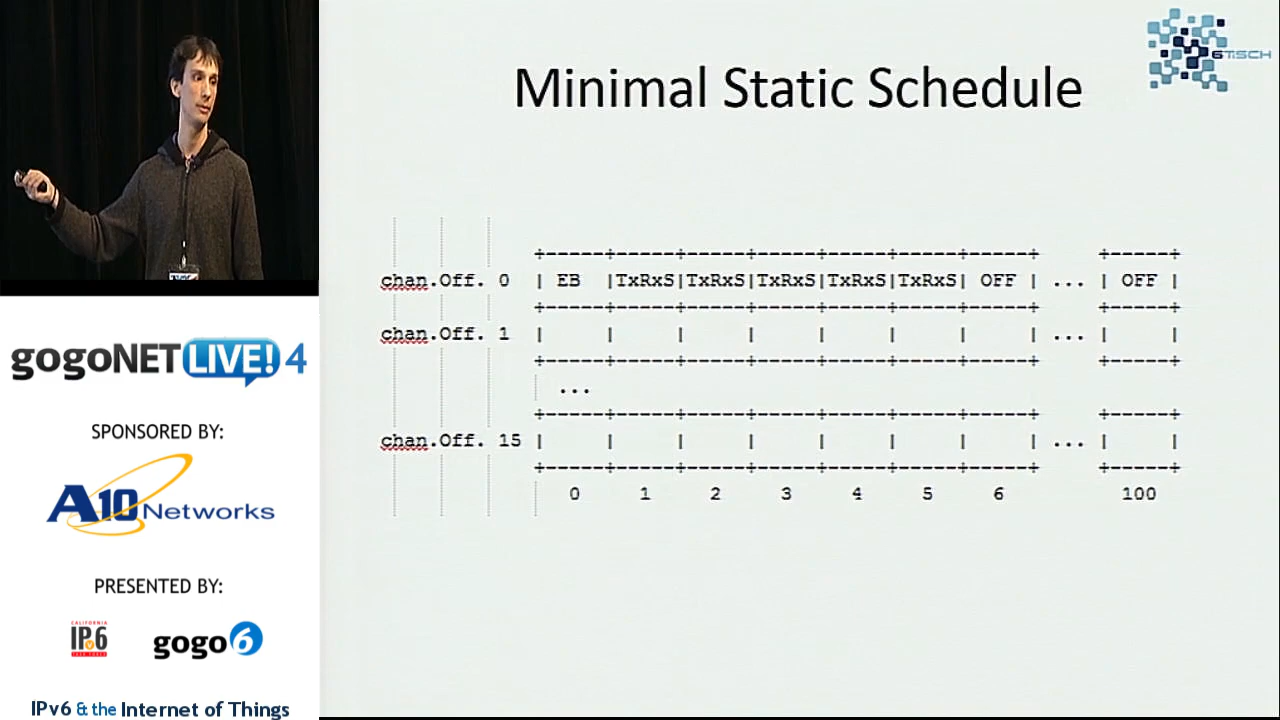 Minimal Static Schedule
6TiSCH
+-----+-----+-----+-----+-----+-----+-----+     +-----+
chan.Off. 0 | EB |TxRxS|TxRxS|TxRxS|TxRxS|TxRxS| OFF | ... | OFF |
+-----+-----+-----+-----+-----+-----+-----+     +-----+
chan.Off. 1 | | | | | | | | ... | |
+-----+-----+-----+-----+-----+-----+-----+     +-----+
...
+-----+-----+-----+-----+-----+-----+-----+     +-----+
chan.Off. 15 | | | | | | | | ... | |
+-----+-----+-----+-----+-----+-----+-----+     +-----+
0 1 2 3 4 5 6 100
gogoNET LIVE! 4
SPONSORED BY:
A10 Networks
PRESENTED BY:
CALIFORNIA
IPv6
gogo6
IPv6 & the Internet of Things